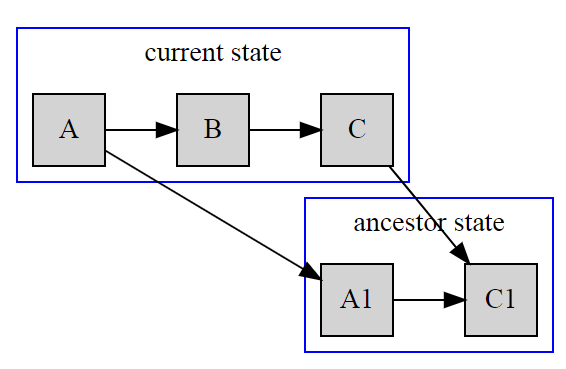 current state
A
B
C
ancestor state
A1
C1